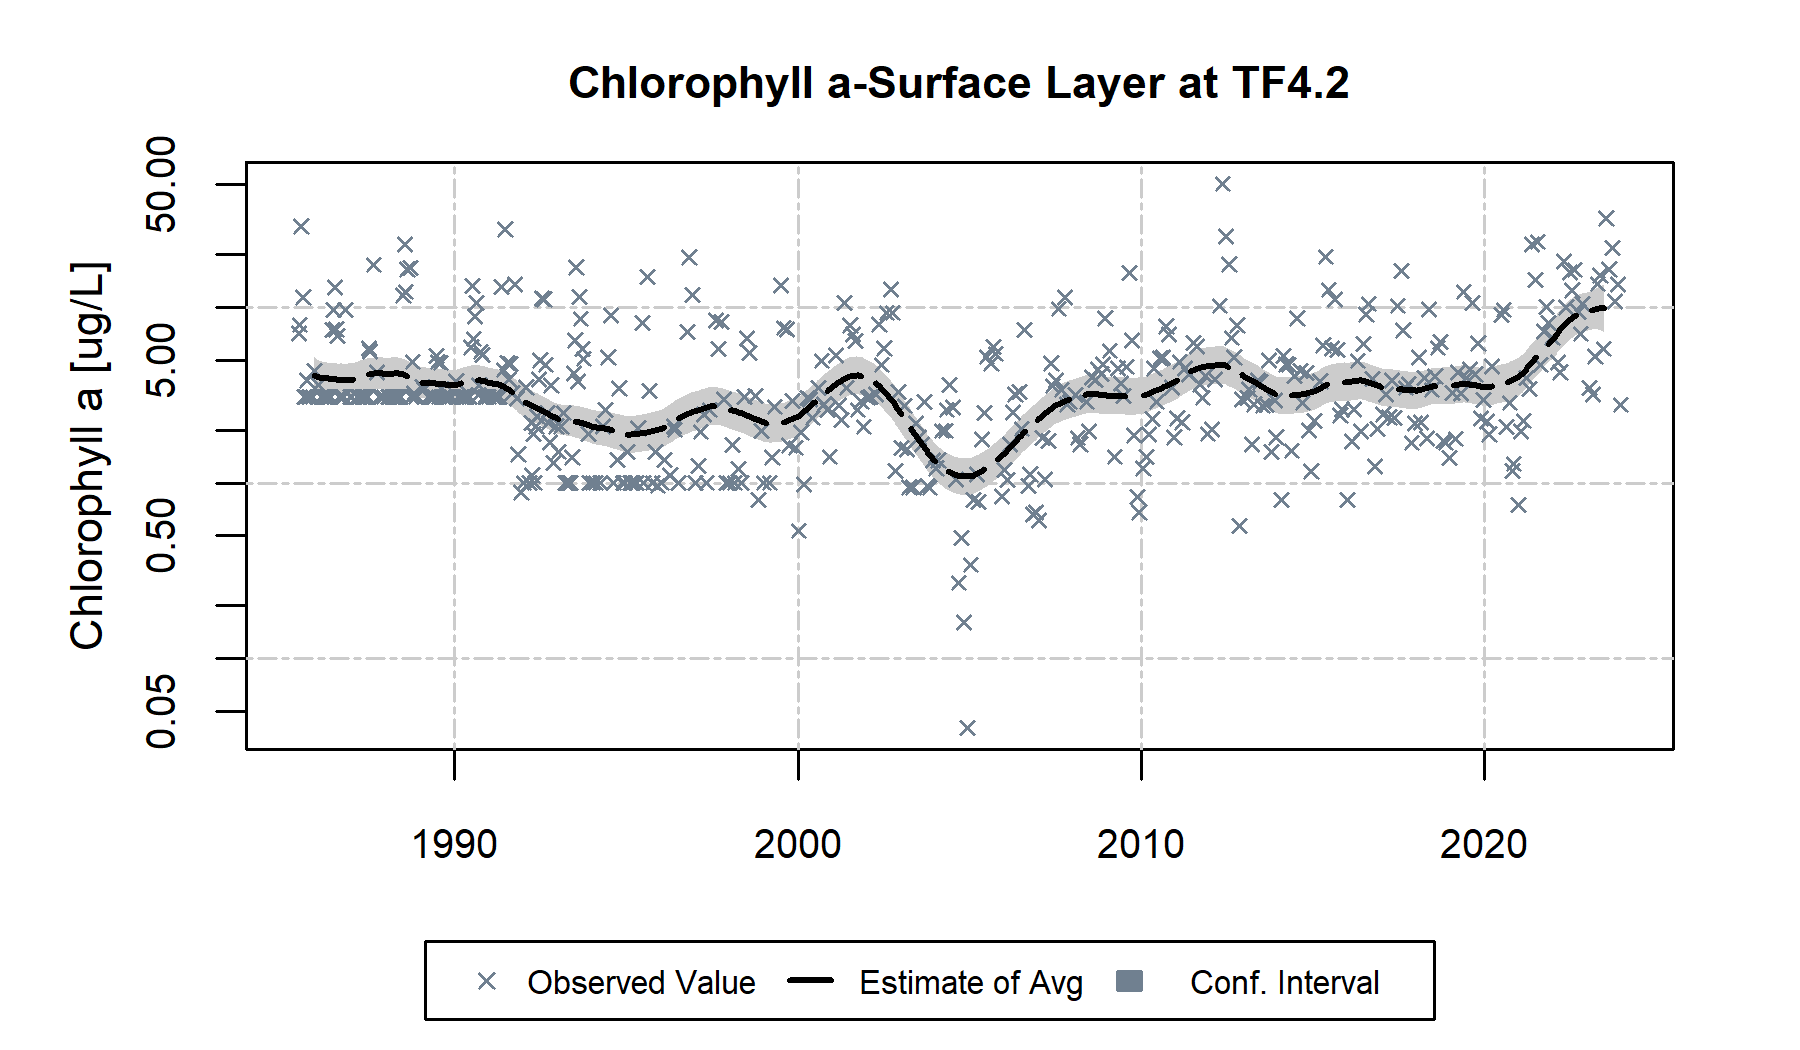 Chlorophyll a-Surface Layer at TF4.2
Chlorophyll a [ug/L]
50.00
5.00
0.50
0.05
1990 2000 2010 2020
Observed Value Estimate of Avg Conf. Interval